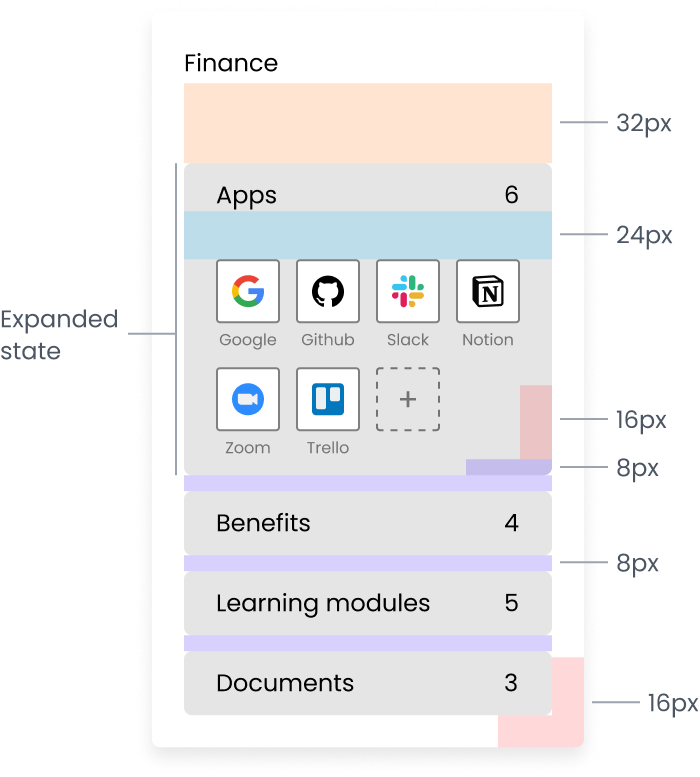 Finance
32px
Apps 6
24px
Google Github Slack Notion
Expanded
state
Zoom Trello
16px
8px
Benefits 4
8px
Learning modules 5
Documents 3
16px